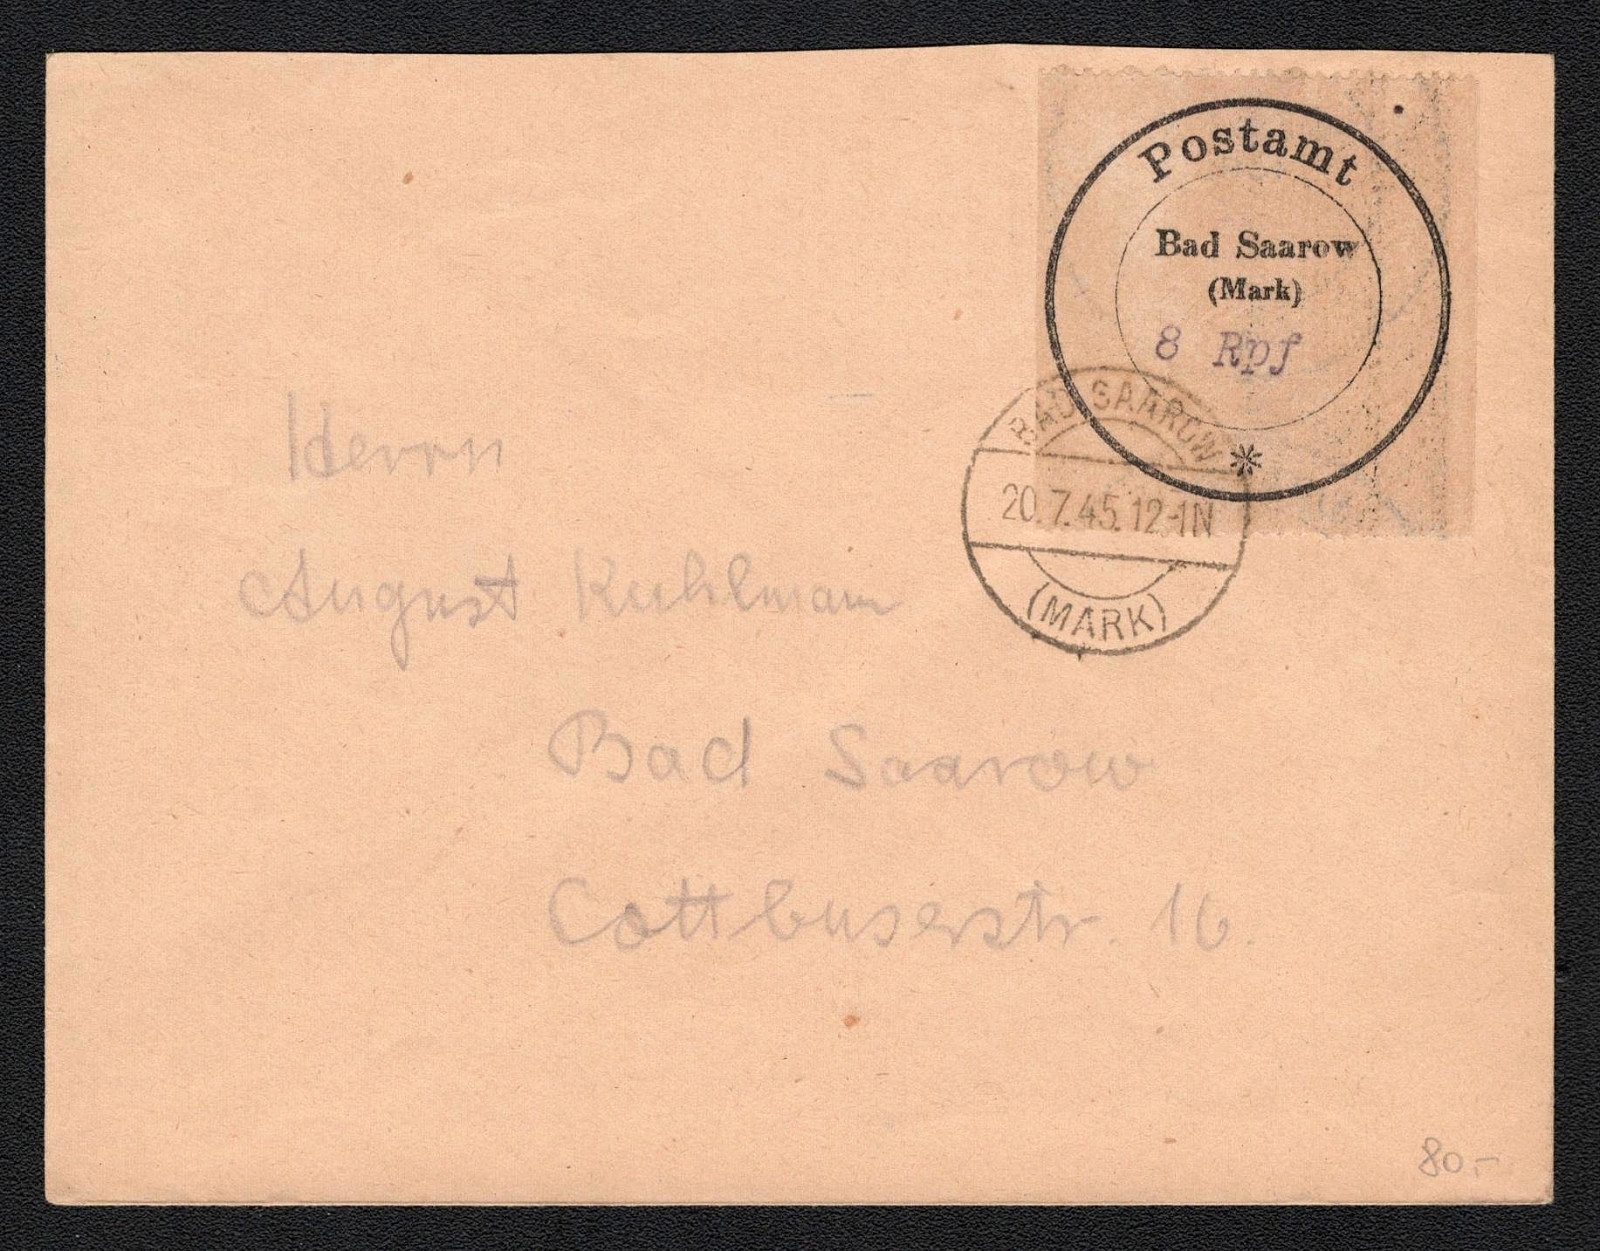 Postamt
Bad Saarow
(Mark)
8 Rpf
*
BAD SAAROW
20.7.45.12-1N
(MARK)
Herrn
August Kuhlmann
Bad Saarow
Cottbuserstr. 16.
80.-